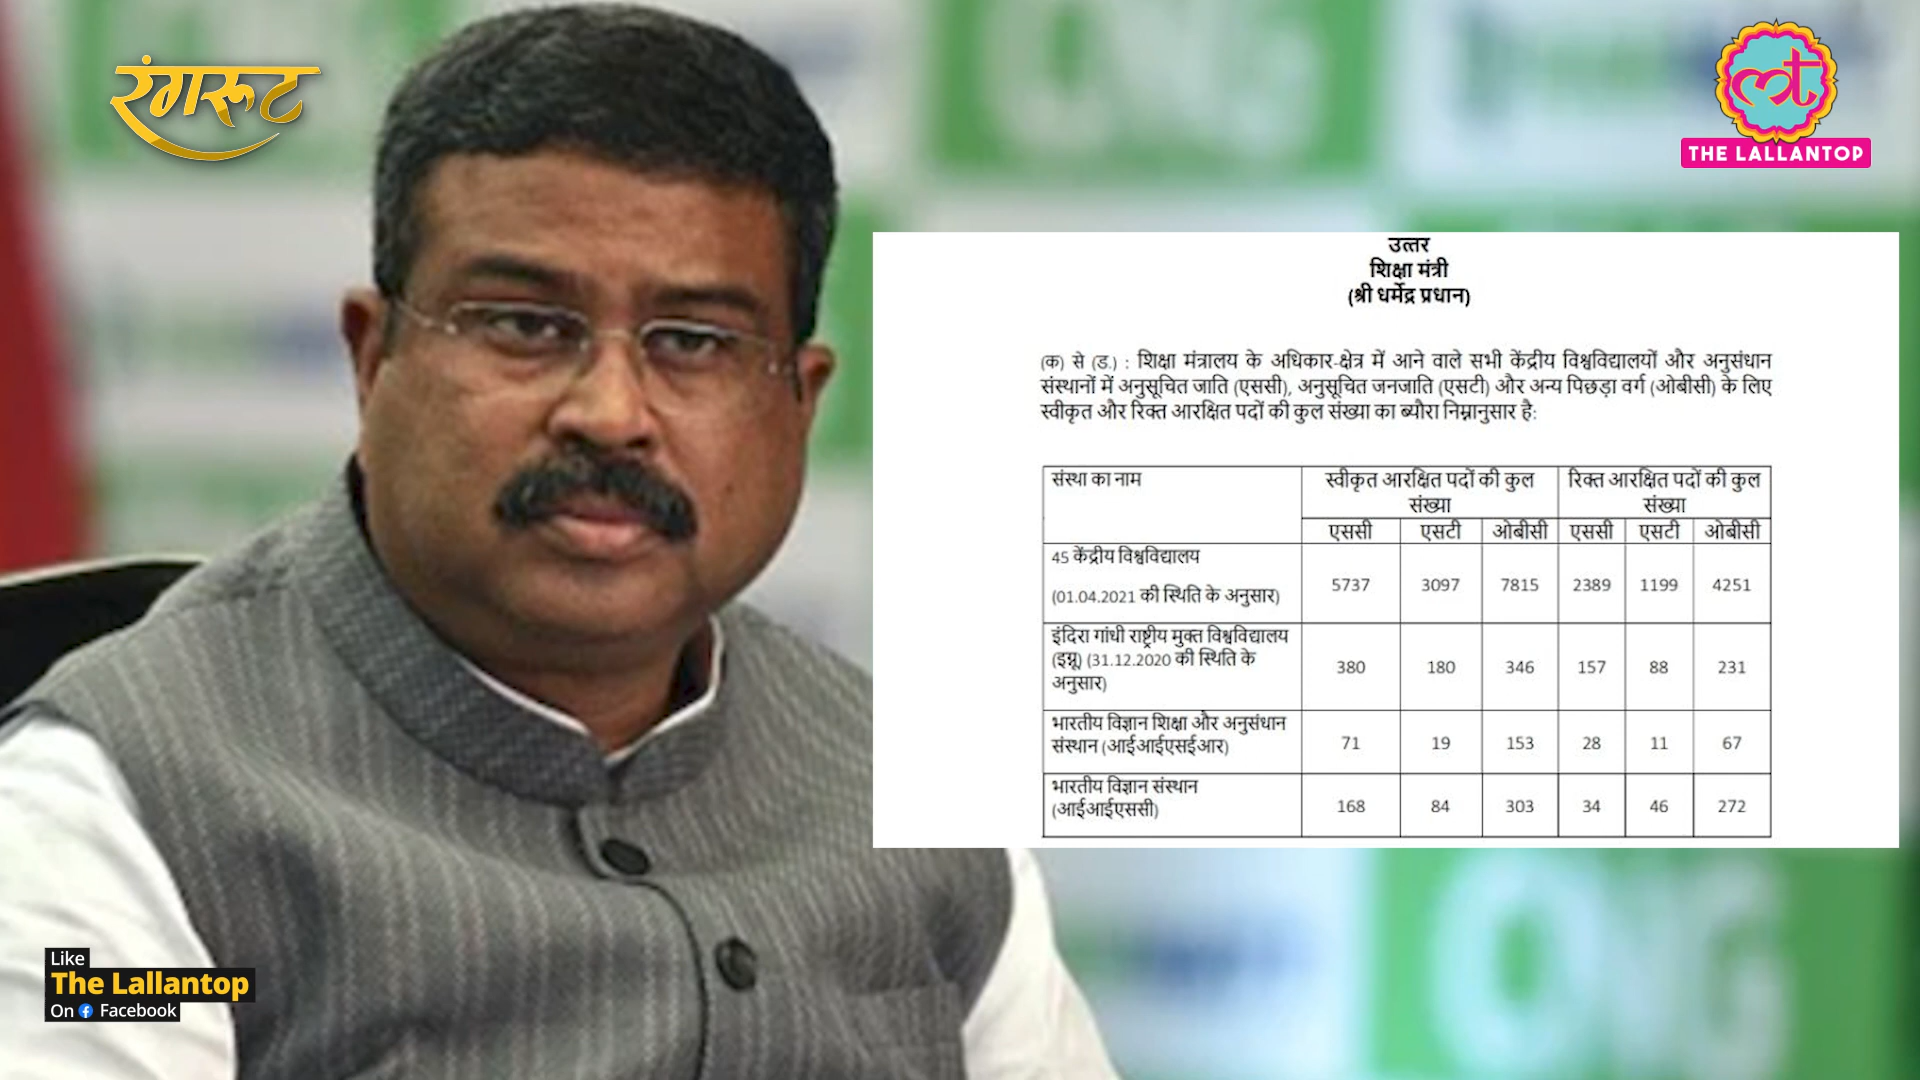 रंगरूट
THE LALLANTOP
उत्तर
शिक्षा मंत्री
(श्री धर्मेंद्र प्रधान)
(क) से (ड.) : शिक्षा मंत्रालय के अधिकार-क्षेत्र में आने वाले सभी केंद्रीय विश्वविद्यालयों और अनुसंधान
संस्थानों में अनुसूचित जाति (एससी), अनुसूचित जनजाति (एसटी) और अन्य पिछड़ा वर्ग (ओबीसी) के लिए
स्वीकृत और रिक्त आरक्षित पदों की कुल संख्या का ब्यौरा निम्नानुसार है:
संस्था का नाम स्वीकृत आरक्षित पदों की कुल रिक्त आरक्षित पदों की कुल
संख्या संख्या
एससी एसटी ओबीसी एससी एसटी ओबीसी
45 केंद्रीय विश्वविद्यालय
(01.04.2021 की स्थिति के अनुसार) 5737 3097 7815 2389 1199 4251
इंदिरा गांधी राष्ट्रीय मुक्त विश्वविद्यालय
(इग्नू) (31.12.2020 की स्थिति के 380 180 346 157 88 231
अनुसार)
भारतीय विज्ञान शिक्षा और अनुसंधान
संस्थान (आईआईएसईआर) 71 19 153 28 11 67
भारतीय विज्ञान संस्थान
(आईआईएससी) 168 84 303 34 46 272
Like
The Lallantop
On Facebook